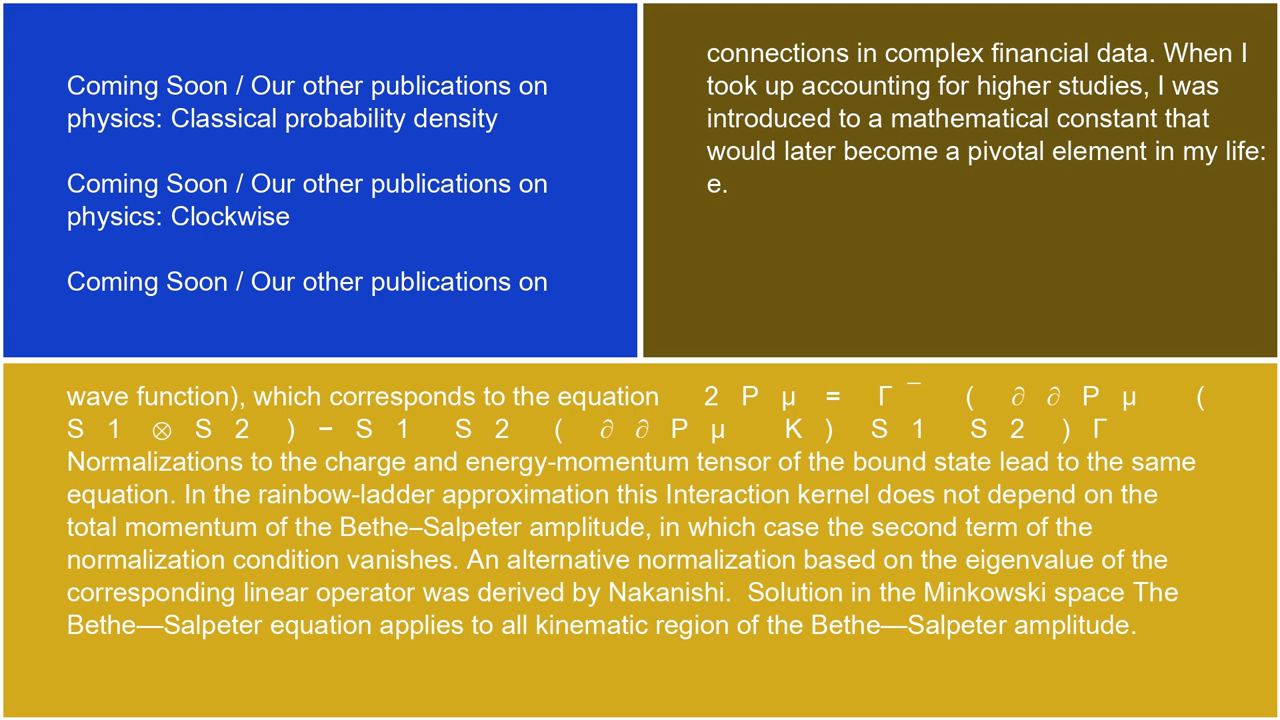 Coming Soon / Our other publications on
physics: Classical probability density
Coming Soon / Our other publications on
physics: Clockwise
Coming Soon / Our other publications on
connections in complex financial data. When I
took up accounting for higher studies, I was
introduced to a mathematical constant that
would later become a pivotal element in my life:
e.
wave function), which corresponds to the equation 2 P μ = Γ ¯ ( ∂ ∂ P μ (
S 1 ⊗ S 2 ) − S 1 S 2 ( ∂ ∂ P μ K ) S 1 S 2 ) Γ
Normalizations to the charge and energy-momentum tensor of the bound state lead to the same
equation. In the rainbow-ladder approximation this Interaction kernel does not depend on the
total momentum of the Bethe–Salpeter amplitude, in which case the second term of the
normalization condition vanishes. An alternative normalization based on the eigenvalue of the
corresponding linear operator was derived by Nakanishi.  Solution in the Minkowski space The
Bethe—Salpeter equation applies to all kinematic region of the Bethe—Salpeter amplitude.